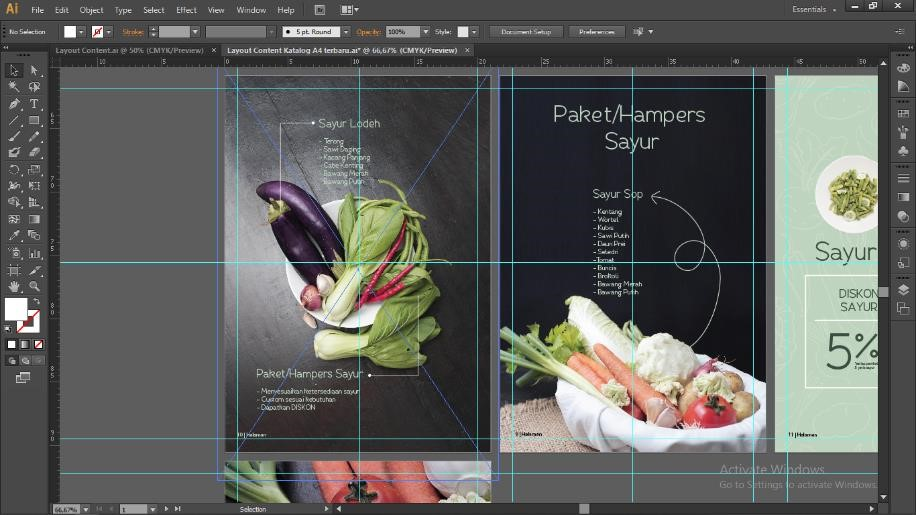 Ai File Edit Object Type Select Effect View Window Help Br Essentials
No Selection Stroke: 5 pt. Round Opacity: 100% Style: Document Setup Preferences
Layout Content.ai @ 50% (CMYK/Preview) × Layout Content Katalog A4 terbaru.ai* @ 66,67% (CMYK/Preview) ×
10 5 0 5 10 15 20 25 30 35 40 45 50
Sayur Lodeh
- Terong
- Sawi Daging
- Kacang Panjang
- Cabe Kenting
- Bawang Merah
- Bawang Putih
Paket/Hampers Sayur
- Menyesuaikan ketersediaan sayur
- Custom sesuai kebutuhan
- Dapatkan DISKON
10 | Halaman
Paket/Hampers
Sayur
Sayur Sop
- Kentang
- Wortel
- Kubis
- Sawi Putih
- Daun Prei
- Seledri
- Tomat
- Buncis
- Brokoli
- Bawang Merah
- Bawang Putih
9 | Halaman
Sayur
DISKON
SAYUR
5%
11 | Halaman
Activate Windows
Go to Settings to activate Windows.
66,67% 1 Selection